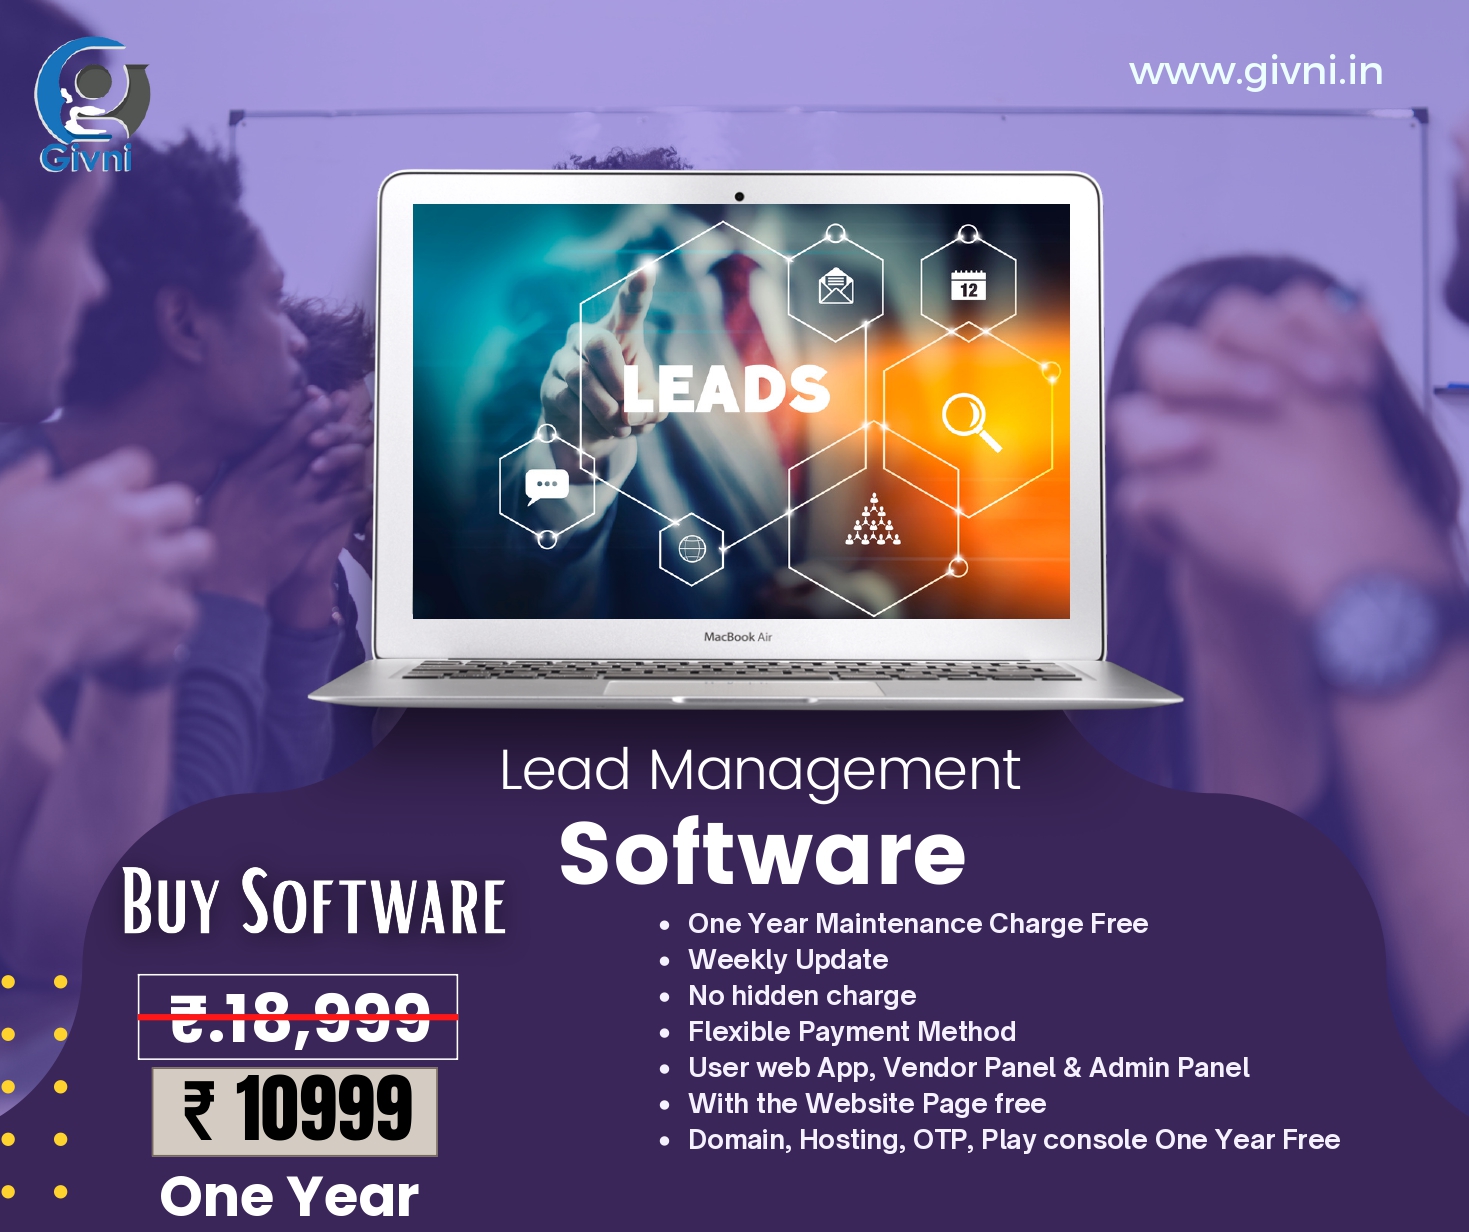 Givni
www.givni.in
12
LEADS
MacBook Air
Lead Management
Software
Buy Software
₹.18,999
₹ 10999
One Year
• One Year Maintenance Charge Free
• Weekly Update
• No hidden charge
• Flexible Payment Method
• User web App, Vendor Panel & Admin Panel
• With the Website Page free
• Domain, Hosting, OTP, Play console One Year Free